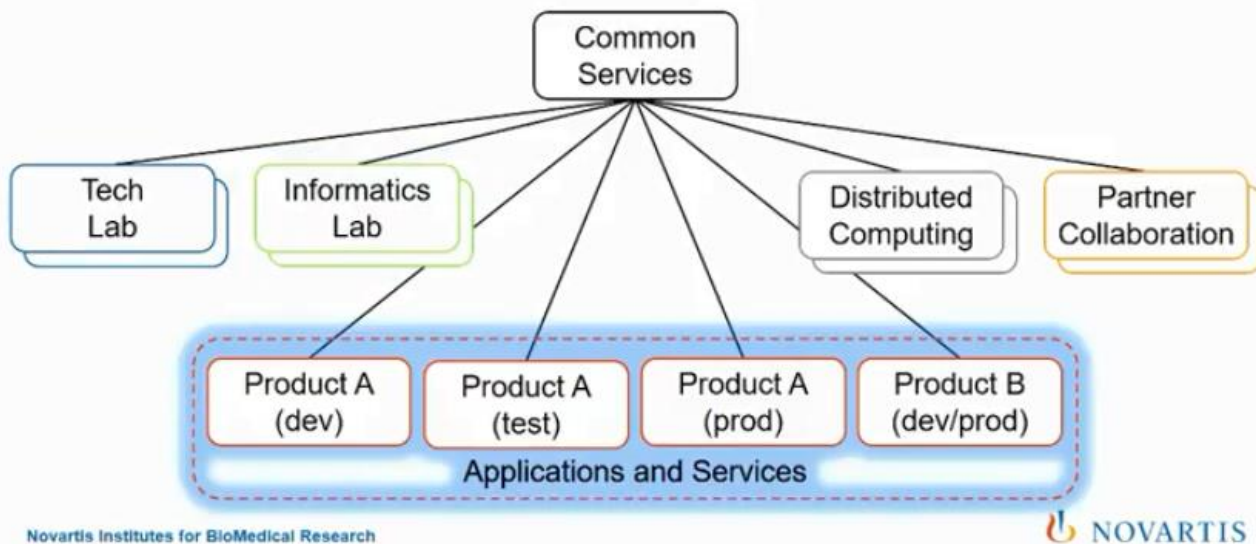 Common
Services
Tech
Lab
Informatics
Lab
Distributed
Computing
Partner
Collaboration
Product A
(dev)
Product A
(test)
Product A
(prod)
Product B
(dev/prod)
Applications and Services
Novartis Institutes for BioMedical Research
NOVARTIS